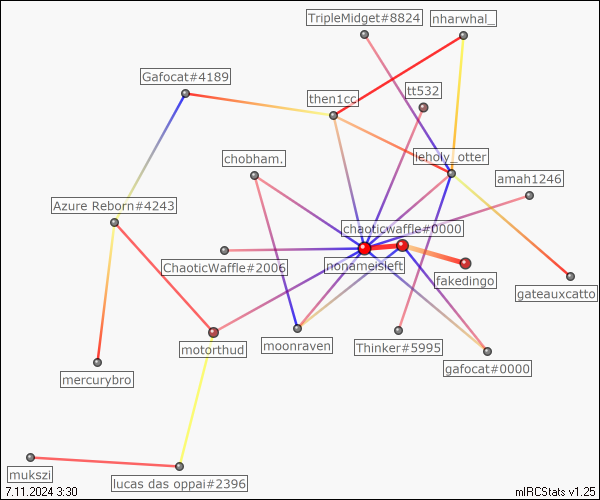 TripleMidget#8824
nharwhal_
Gafocat#4189
tt532
then1cc
chobham.
leholy_otter
amah1246
Azure Reborn#4243
chaoticwaffle#0000
ChaoticWaffle#2006
nonameisleft
fakedingo
gateauxcatto
motorthud
moonraven
Thinker#5995
gafocat#0000
mercurybro
mukszi
lucas das oppai#2396
7.11.2024 3:30
mIRCStats v1.25